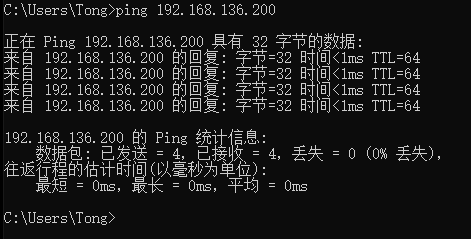 C:\Users\Tong>ping 192.168.136.200
正在 Ping 192.168.136.200 具有 32 字节的数据:
来自 192.168.136.200 的回复: 字节=32 时间<1ms TTL=64
来自 192.168.136.200 的回复: 字节=32 时间<1ms TTL=64
来自 192.168.136.200 的回复: 字节=32 时间<1ms TTL=64
来自 192.168.136.200 的回复: 字节=32 时间<1ms TTL=64
192.168.136.200 的 Ping 统计信息:
数据包: 已发送 = 4, 已接收 = 4, 丢失 = 0 (0% 丢失),
往返行程的估计时间(以毫秒为单位):
最短 = 0ms, 最长 = 0ms, 平均 = 0ms
C:\Users\Tong>